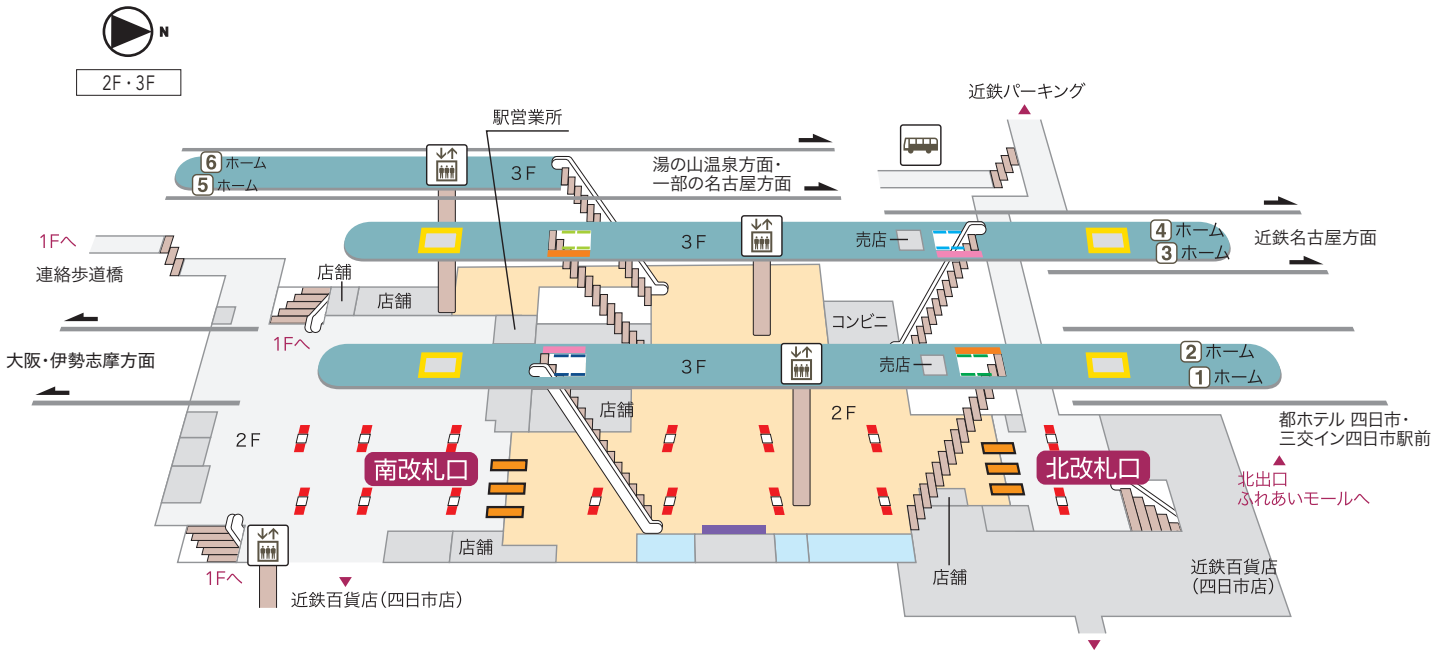 N
2F・3F
近鉄パーキング
駅営業所
6 ホーム
3F
湯の山温泉方面・
一部の名古屋方面
5 ホーム
4 ホーム
1Fへ
3F
売店
近鉄名古屋方面
3 ホーム
連絡歩道橋
店舗
店舗
コンビニ
1Fへ
大阪・伊勢志摩方面
3F
売店
2 ホーム
1 ホーム
店舗
2F
都ホテル 四日市・
三交イン四日市駅前
2F
南改札口
北改札口
北出口
ふれあいモールへ
店舗
店舗
1Fへ
近鉄百貨店(四日市店)
近鉄百貨店
(四日市店)